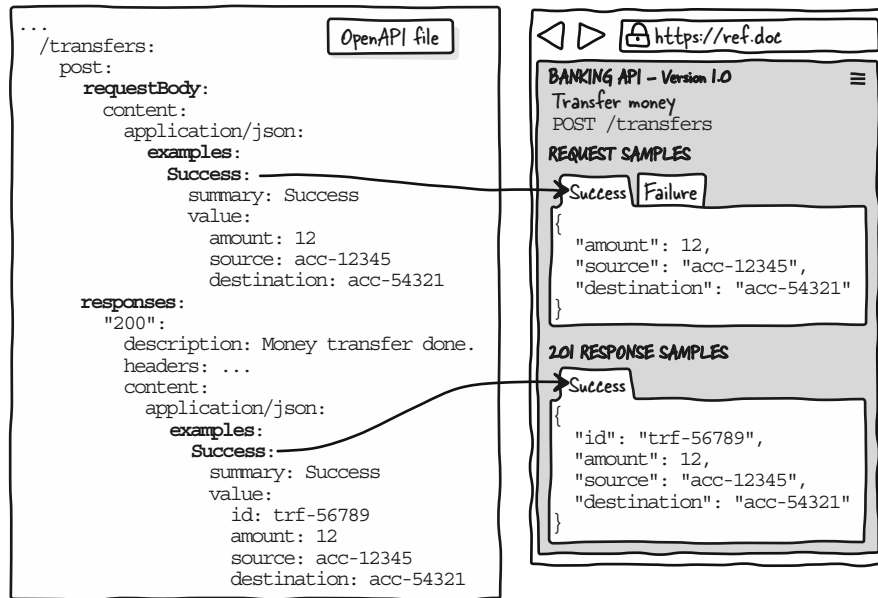 ...
OpenAPI file
/transfers:
post:
requestBody:
content:
application/json:
examples:
Success:
summary: Success
value:
amount: 12
source: acc-12345
destination: acc-54321
responses:
"200":
description: Money transfer done.
headers: ...
content:
application/json:
examples:
Success:
summary: Success
value:
id: trf-56789
amount: 12
source: acc-12345
destination: acc-54321
https://ref.doc
BANKING API – Version 1.0
Transfer money
POST /transfers
REQUEST SAMPLES
Success Failure
{
"amount": 12,
"source": "acc-12345",
"destination": "acc-54321"
}
201 RESPONSE SAMPLES
Success
{
"id": "trf-56789",
"amount": 12,
"source": "acc-12345",
"destination": "acc-54321"
}